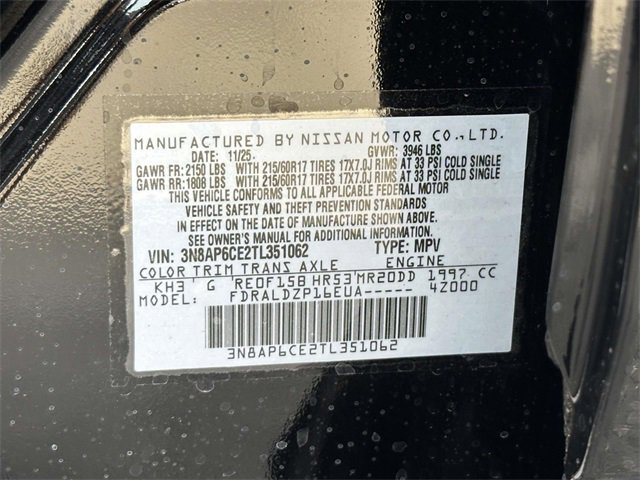 MANUFACTURED BY NISSAN MOTOR CO.,LTD.
DATE: 11/25. GVWR: 3946 LBS
GAWR FR: 2150 LBS WITH 215/60R17 TIRES 17X7.0J RIMS AT 33 PSI COLD SINGLE
GAWR RR: 1808 LBS WITH 215/60R17 TIRES 17X7.0J RIMS AT 33 PSI COLD SINGLE
THIS VEHICLE CONFORMS TO ALL APPLICABLE FEDERAL MOTOR
VEHICLE SAFETY AND THEFT PREVENTION STANDARDS
IN EFFECT ON THE DATE OF MANUFACTURE SHOWN ABOVE.
SEE OWNER'S MANUAL FOR ADDITIONAL INFORMATION
VIN: 3N8AP6CE2TL351062 TYPE: MPV
COLOR TRIM TRANS AXLE ENGINE
KH3 G RE0F15B HR53 MR20DD 1997 CC
MODEL: FDRALDZP16EUA----- 4Z000
3N8AP6CE2TL351062